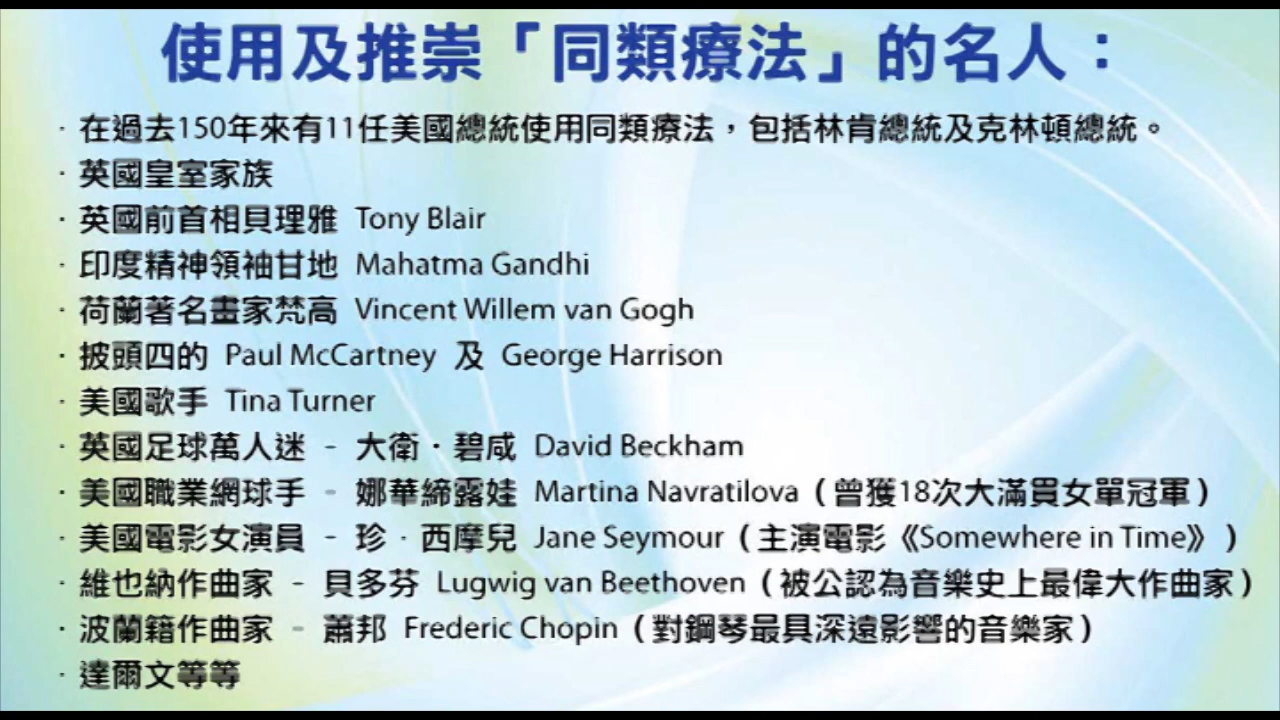 使用及推崇「同類療法」的名人：
· 在過去150年來有11任美國總統使用同類療法，包括林肯總統及克林頓總統。
· 英國皇室家族
· 英國前首相貝理雅 Tony Blair
· 印度精神領袖甘地 Mahatma Gandhi
· 荷蘭著名畫家梵高 Vincent Willem van Gogh
· 披頭四的 Paul McCartney 及 George Harrison
· 美國歌手 Tina Turner
· 英國足球萬人迷 - 大衛·碧咸 David Beckham
· 美國職業網球手 - 娜華締露娃 Martina Navratilova（曾獲18次大滿貫女單冠軍）
· 美國電影女演員 - 珍·西摩兒 Jane Seymour（主演電影《Somewhere in Time》）
· 維也納作曲家 - 貝多芬 Lugwig van Beethoven（被公認為音樂史上最偉大作曲家）
· 波蘭籍作曲家 - 蕭邦 Frederic Chopin（對鋼琴最具深遠影響的音樂家）
· 達爾文等等